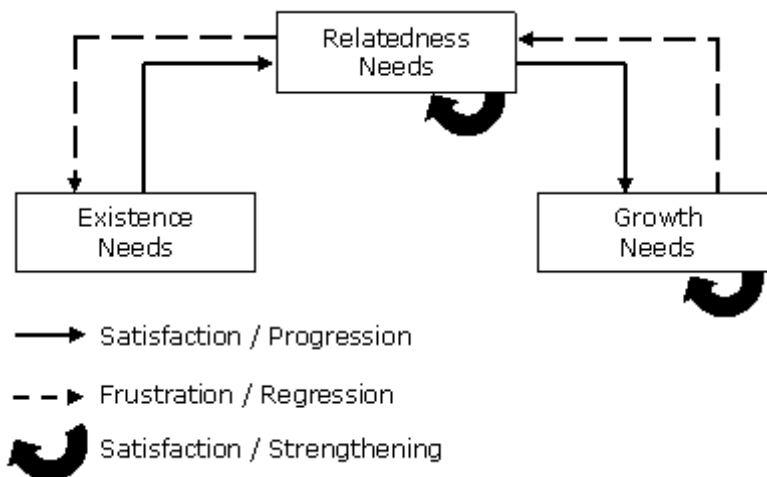 Relatedness
Needs
Existence
Needs
Growth
Needs
Satisfaction / Progression
Frustration / Regression
Satisfaction / Strengthening